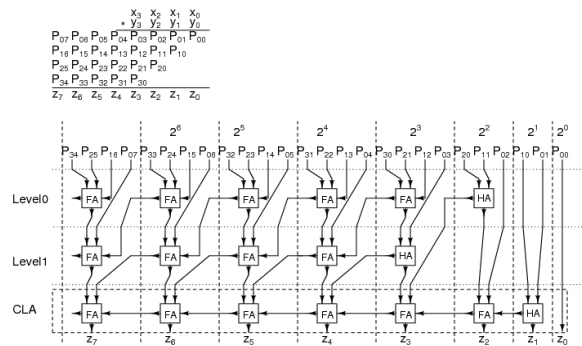 x3 x2 x1 x0
* y3 y2 y1 y0
P07 P06 P05 P04 P03 P02 P01 P00
P16 P15 P14 P13 P12 P11 P10
P25 P24 P23 P22 P21 P20
P34 P33 P32 P31 P30
z7 z6 z5 z4 z3 z2 z1 z0
2^6 2^5 2^4 2^3 2^2 2^1 2^0
P34 P25 P16 P07 P33 P24 P15 P06 P32 P23 P14 P05 P31 P22 P13 P04 P30 P21 P12 P03 P20 P11 P02 P10 P01 P00
Level0 FA FA FA FA FA HA
Level1 FA FA FA FA HA
CLA FA FA FA FA FA FA HA
z7 z6 z5 z4 z3 z2 z1 z0